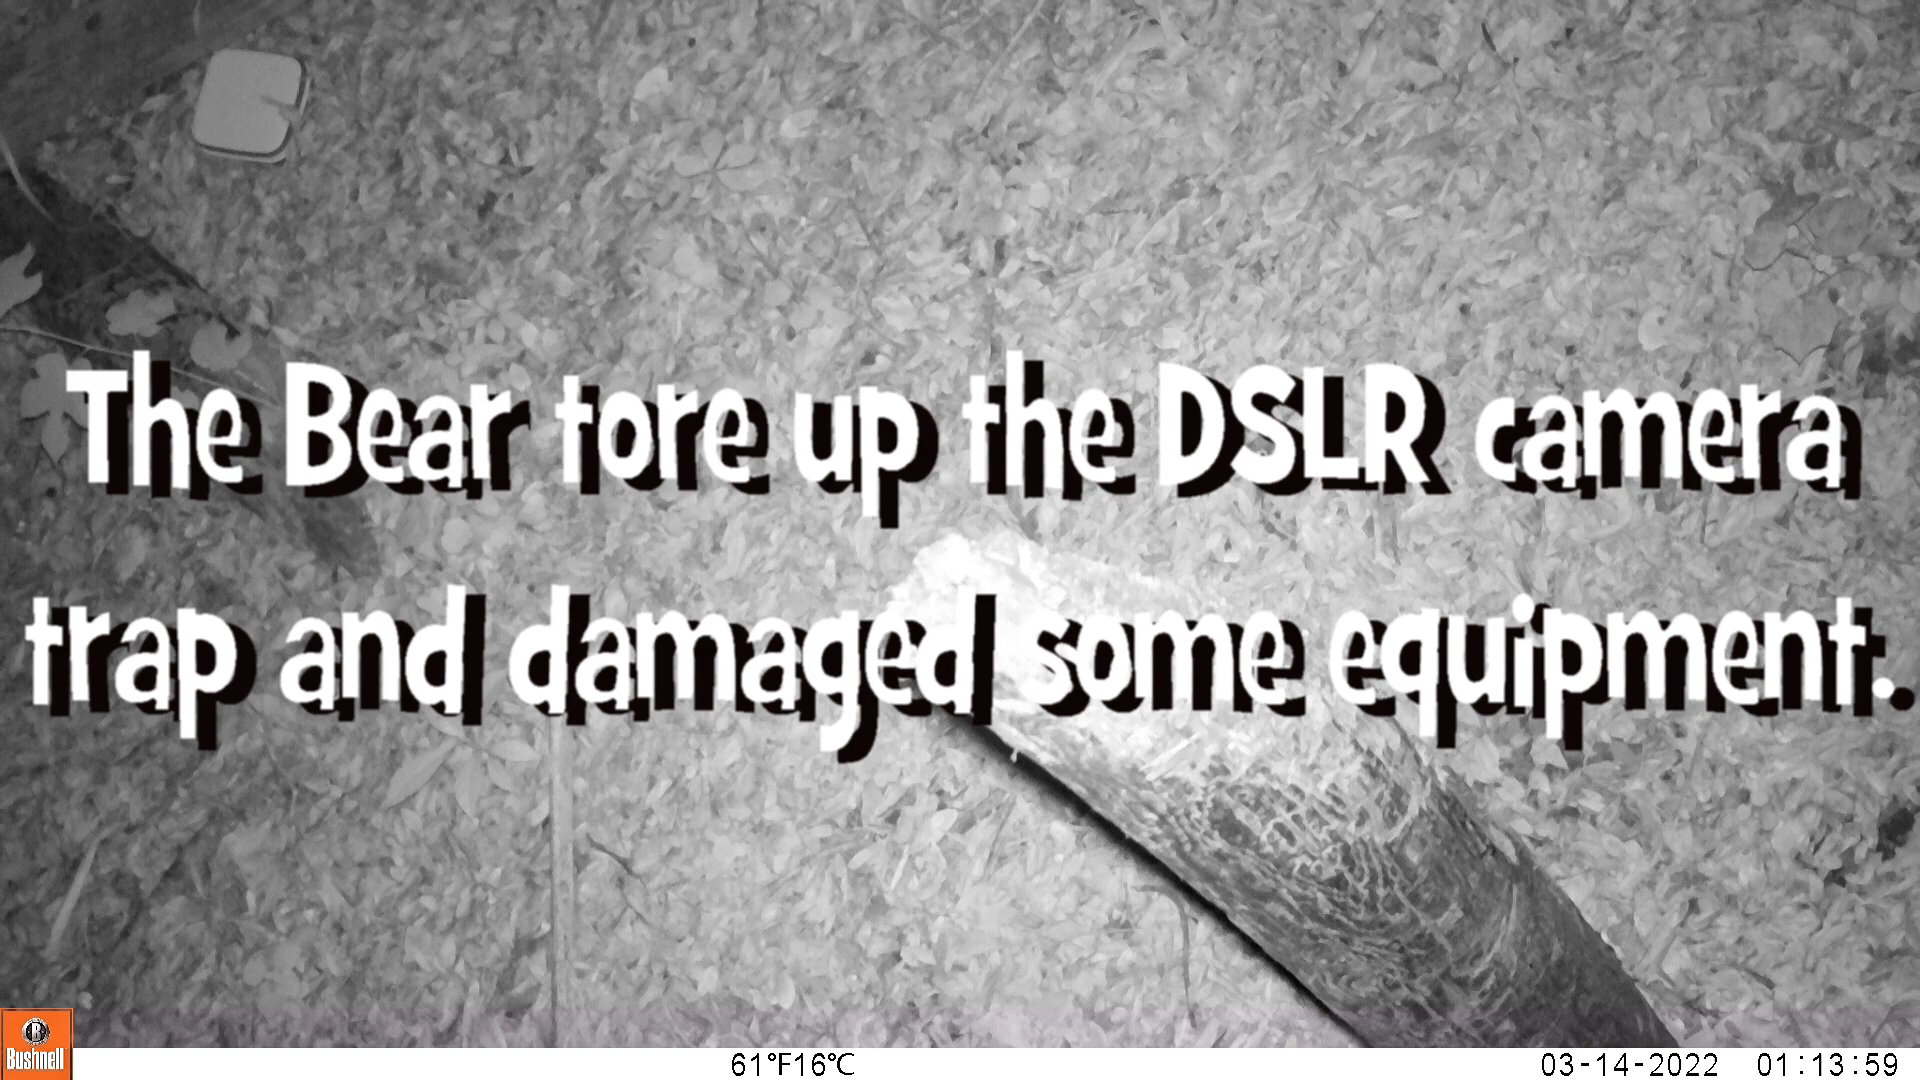 The Bear tore up the DSLR camera
trap and damaged some equipment.
Bushnell
61°F16°C
03-14-2022 01:13:59